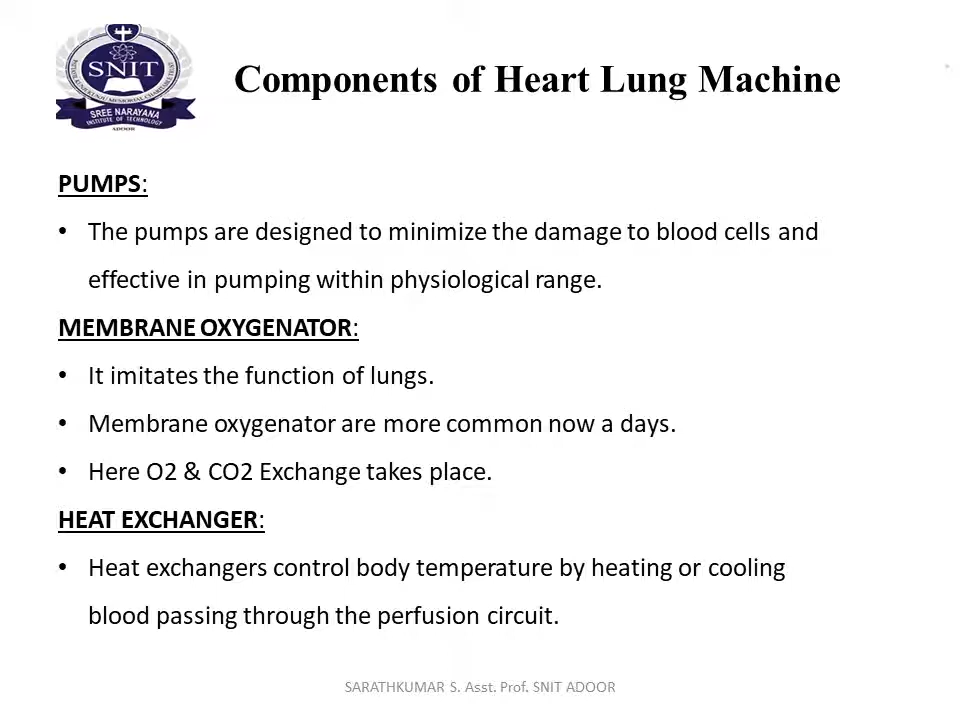 SNIT
SREE NARAYANA
INSTITUTE OF TECHNOLOGY
ADOOR
Components of Heart Lung Machine
PUMPS:
• The pumps are designed to minimize the damage to blood cells and
effective in pumping within physiological range.
MEMBRANE OXYGENATOR:
• It imitates the function of lungs.
• Membrane oxygenator are more common now a days.
• Here O2 & CO2 Exchange takes place.
HEAT EXCHANGER:
• Heat exchangers control body temperature by heating or cooling
blood passing through the perfusion circuit.
SARATHKUMAR S. Asst. Prof. SNIT ADOOR